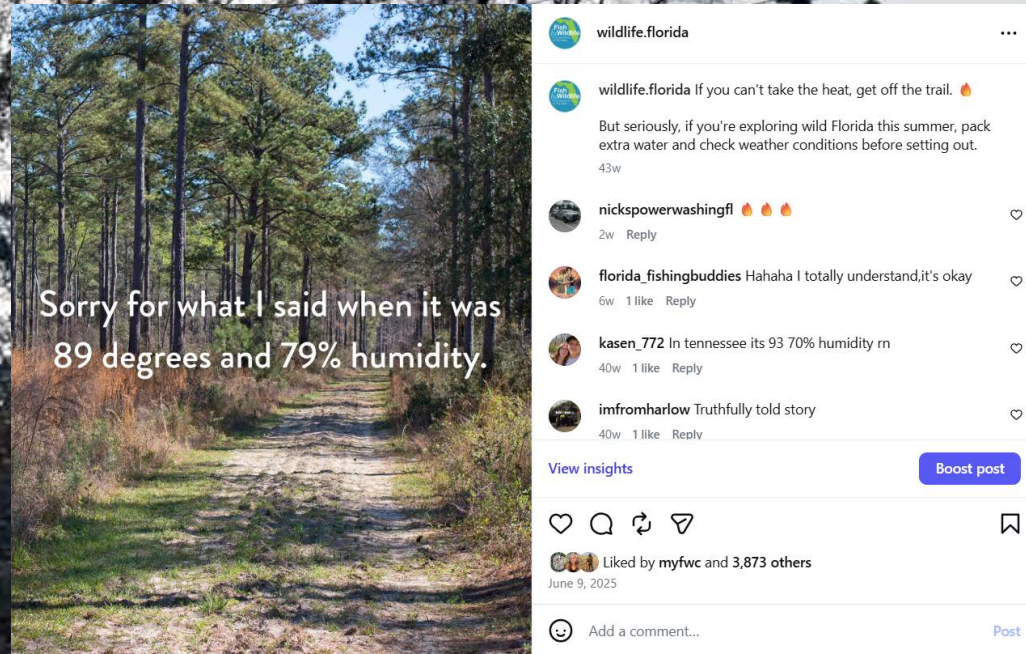 Sorry for what I said when it was
89 degrees and 79% humidity.
wildlife.florida
wildlife.florida If you can't take the heat, get off the trail. 🔥
But seriously, if you're exploring wild Florida this summer, pack
extra water and check weather conditions before setting out.
43w
nickspowerwashingfl 🔥 🔥 🔥
2w Reply
florida_fishingbuddies Hahaha I totally understand,it's okay
6w 1 like Reply
kasen_772 In tennessee its 93 70% humidity rn
40w 1 like Reply
imfromharlow Truthfully told story
40w 1 like Reply
View insights
Boost post
Liked by myfwc and 3,873 others
June 9, 2025
Add a comment...
Post